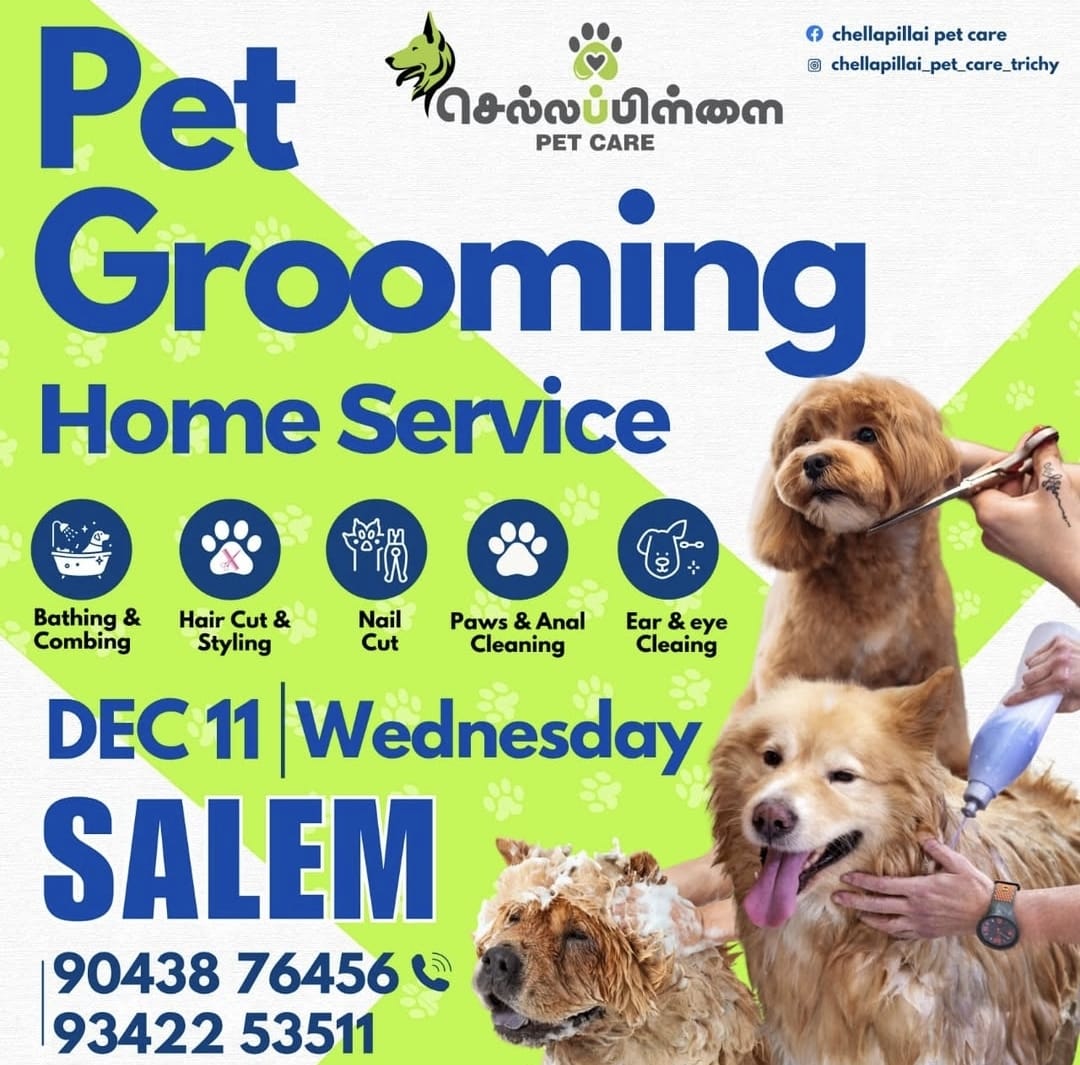 Pet
Grooming
Home Service
செல்லப்பிள்ளை
PET CARE
chellapillai pet care
chellapillai_pet_care_trichy
Bathing &
Combing
Hair Cut &
Styling
Nail
Cut
Paws & Anal
Cleaning
Ear & eye
Cleaing
DEC 11 | Wednesday
SALEM
90438 76456
93422 53511